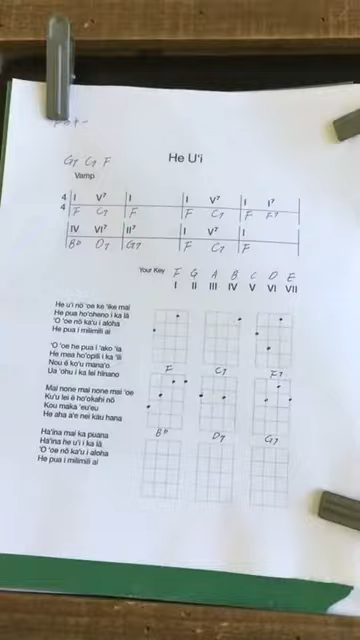 G7 C7 F
He U'i
Vamp
4 I V⁷ I I V⁷ I I⁷
4 F C7 F F C7 F F7
IV VI⁷ II⁷ I V⁷ I
Bb D7 G7 F C7 F
Your Key F G A B C D E
I II III IV V VI VII
He u'i nō 'oe ke 'ike mai
He pua ho'oheno i ka lā
'O 'oe nō ka'u i aloha
He pua i milimili ai
F C7 F7
'O 'oe he pua i 'ako 'ia
He mea ho'opili i ka 'ili
Nou ē ko'u mana'o
Ua 'ohu i ka lei hīnano
Mai none mai none mai 'oe
Ku'u lei ē ho'okahi nō
Kou maka 'eu'eu
He aha a'e nei kāu hana
Bb D7 G7
Ha'ina mai ka puana
Ha'ina he u'i i ka lā
'O 'oe nō ka'u i aloha
He pua i milimili ai